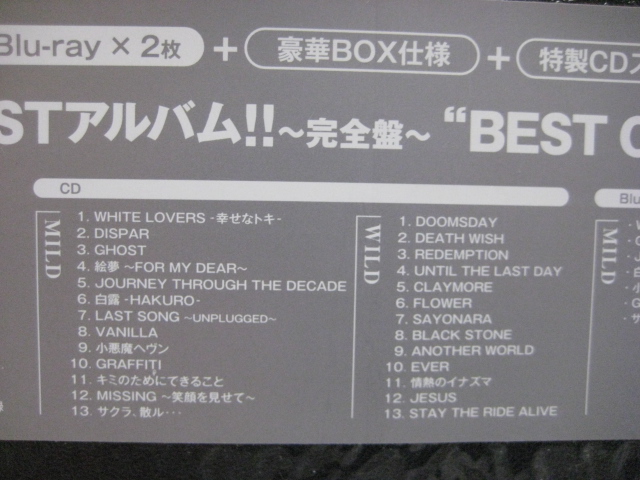 Blu-ray × 2枚 + 豪華BOX仕様 + 特製CDス
STアルバム!!～完全盤～ “BEST
CD
Blu
MILD
1. WHITE LOVERS -幸せなトキ-
2. DISPAR
3. GHOST
4. 絵夢 ～FOR MY DEAR～
5. JOURNEY THROUGH THE DECADE
6. 白露 -HAKURO-
7. LAST SONG ～UNPLUGGED～
8. VANILLA
9. 小悪魔ヘヴン
10. GRAFFITI
11. キミのためにできること
12. MISSING ～笑顔を見せて～
13. サクラ、散ル･･･
WILD
1. DOOMSDAY
2. DEATH WISH
3. REDEMPTION
4. UNTIL THE LAST DAY
5. CLAYMORE
6. FLOWER
7. SAYONARA
8. BLACK STONE
9. ANOTHER WORLD
10. EVER
11. 情熱のイナズマ
12. JESUS
13. STAY THE RIDE ALIVE
MILD